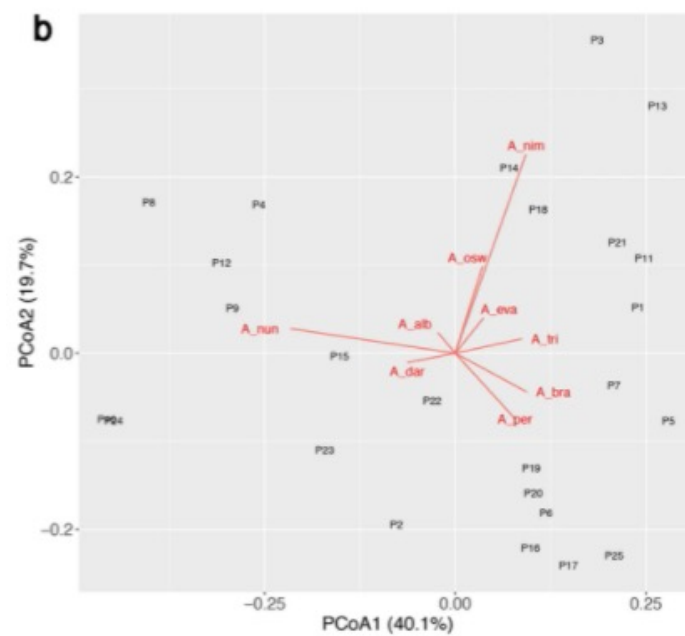 b
P3
P13
A_nim
P14
P8
P4
P18
P21
A_osw
P11
P12
P9
A_eva
P1
A_nun
A_alb
A_tri
P15
A_dar
P7
A_bra
P22
A_per
P5
P24
P23
P19
P20
P2
P6
P16
P17
P25
0.2
0.0
−0.2
−0.25
0.00
0.25
PCoA2 (19.7%)
PCoA1 (40.1%)